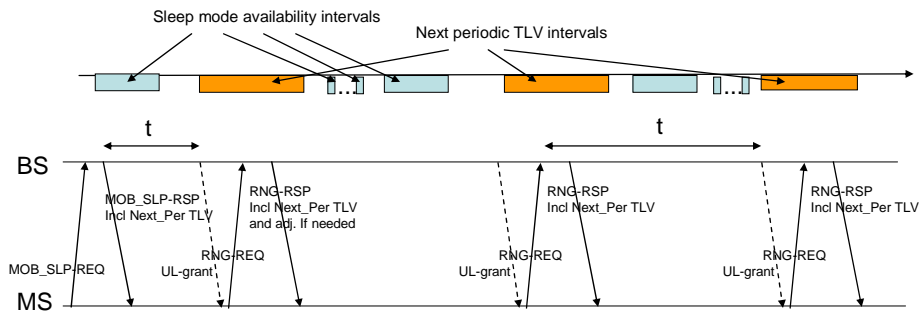 Sleep mode availability intervals
Next periodic TLV intervals
...
...
t
t
BS
MOB_SLP-RSP
Incl Next_Per TLV
RNG-RSP
Incl Next_Per TLV
and adj. If needed
RNG-RSP
Incl Next_Per TLV
RNG-RSP
Incl Next_Per TLV
MOB_SLP-REQ
RNG-REQ
UL-grant
RNG-REQ
UL-grant
RNG-REQ
UL-grant
MS